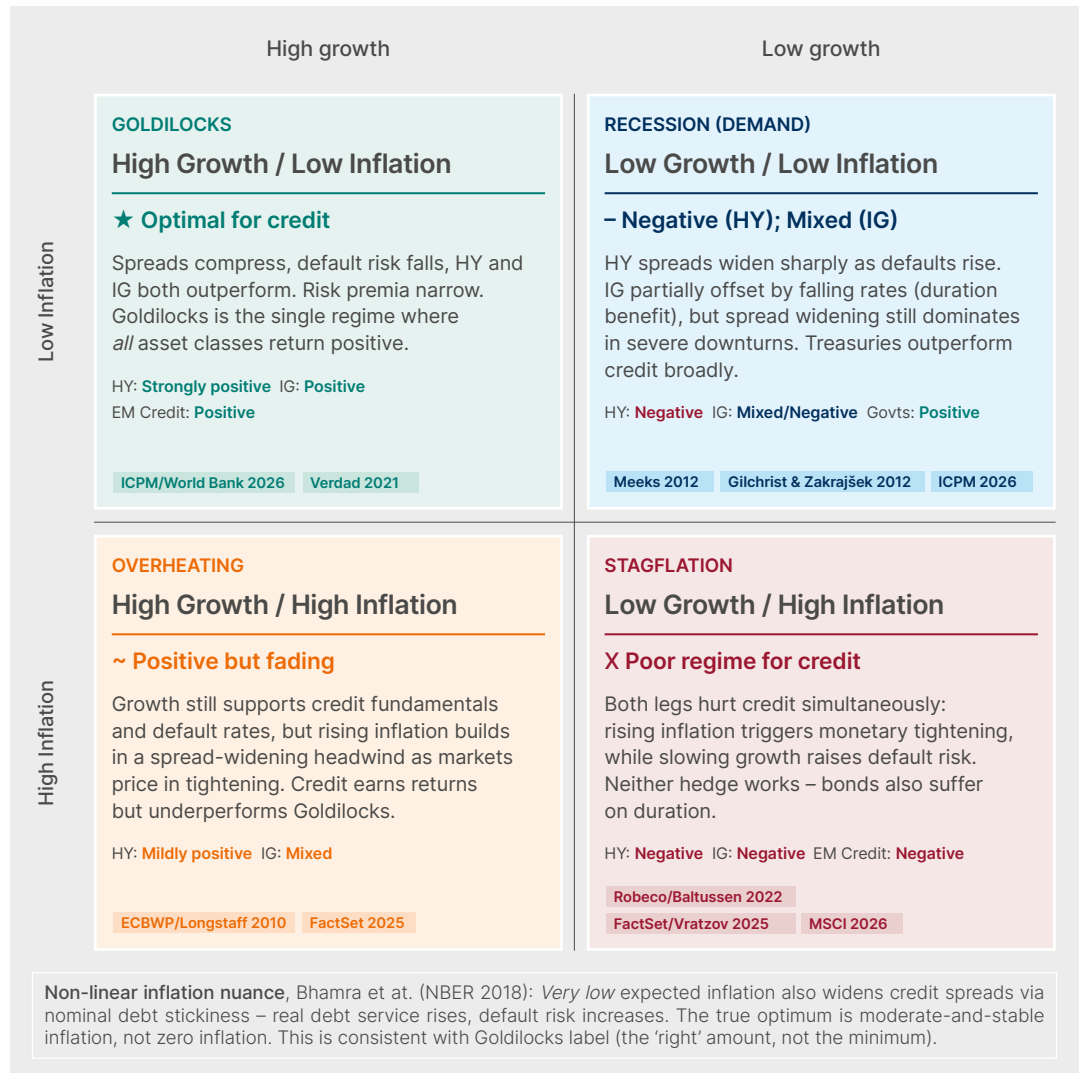 High growth
Low growth
Low Inflation
GOLDILOCKS
High Growth / Low Inflation
★ Optimal for credit
Spreads compress, default risk falls, HY and
IG both outperform. Risk premia narrow.
Goldilocks is the single regime where
all asset classes return positive.
HY: Strongly positive IG: Positive
EM Credit: Positive
ICPM/World Bank 2026 Verdad 2021
RECESSION (DEMAND)
Low Growth / Low Inflation
– Negative (HY); Mixed (IG)
HY spreads widen sharply as defaults rise.
IG partially offset by falling rates (duration
benefit), but spread widening still dominates
in severe downturns. Treasuries outperform
credit broadly.
HY: Negative IG: Mixed/Negative Govts: Positive
Meeks 2012 Gilchrist & Zakrajšek 2012 ICPM 2026
High Inflation
OVERHEATING
High Growth / High Inflation
~ Positive but fading
Growth still supports credit fundamentals
and default rates, but rising inflation builds
in a spread-widening headwind as markets
price in tightening. Credit earns returns
but underperforms Goldilocks.
HY: Mildly positive IG: Mixed
ECBWP/Longstaff 2010 FactSet 2025
STAGFLATION
Low Growth / High Inflation
X Poor regime for credit
Both legs hurt credit simultaneously:
rising inflation triggers monetary tightening,
while slowing growth raises default risk.
Neither hedge works – bonds also suffer
on duration.
HY: Negative IG: Negative EM Credit: Negative
Robeco/Baltussen 2022
FactSet/Vratzov 2025 MSCI 2026
Non-linear inflation nuance, Bhamra et at. (NBER 2018): Very low expected inflation also widens credit spreads via
nominal debt stickiness – real debt service rises, default risk increases. The true optimum is moderate-and-stable
inflation, not zero inflation. This is consistent with Goldilocks label (the ‘right’ amount, not the minimum).